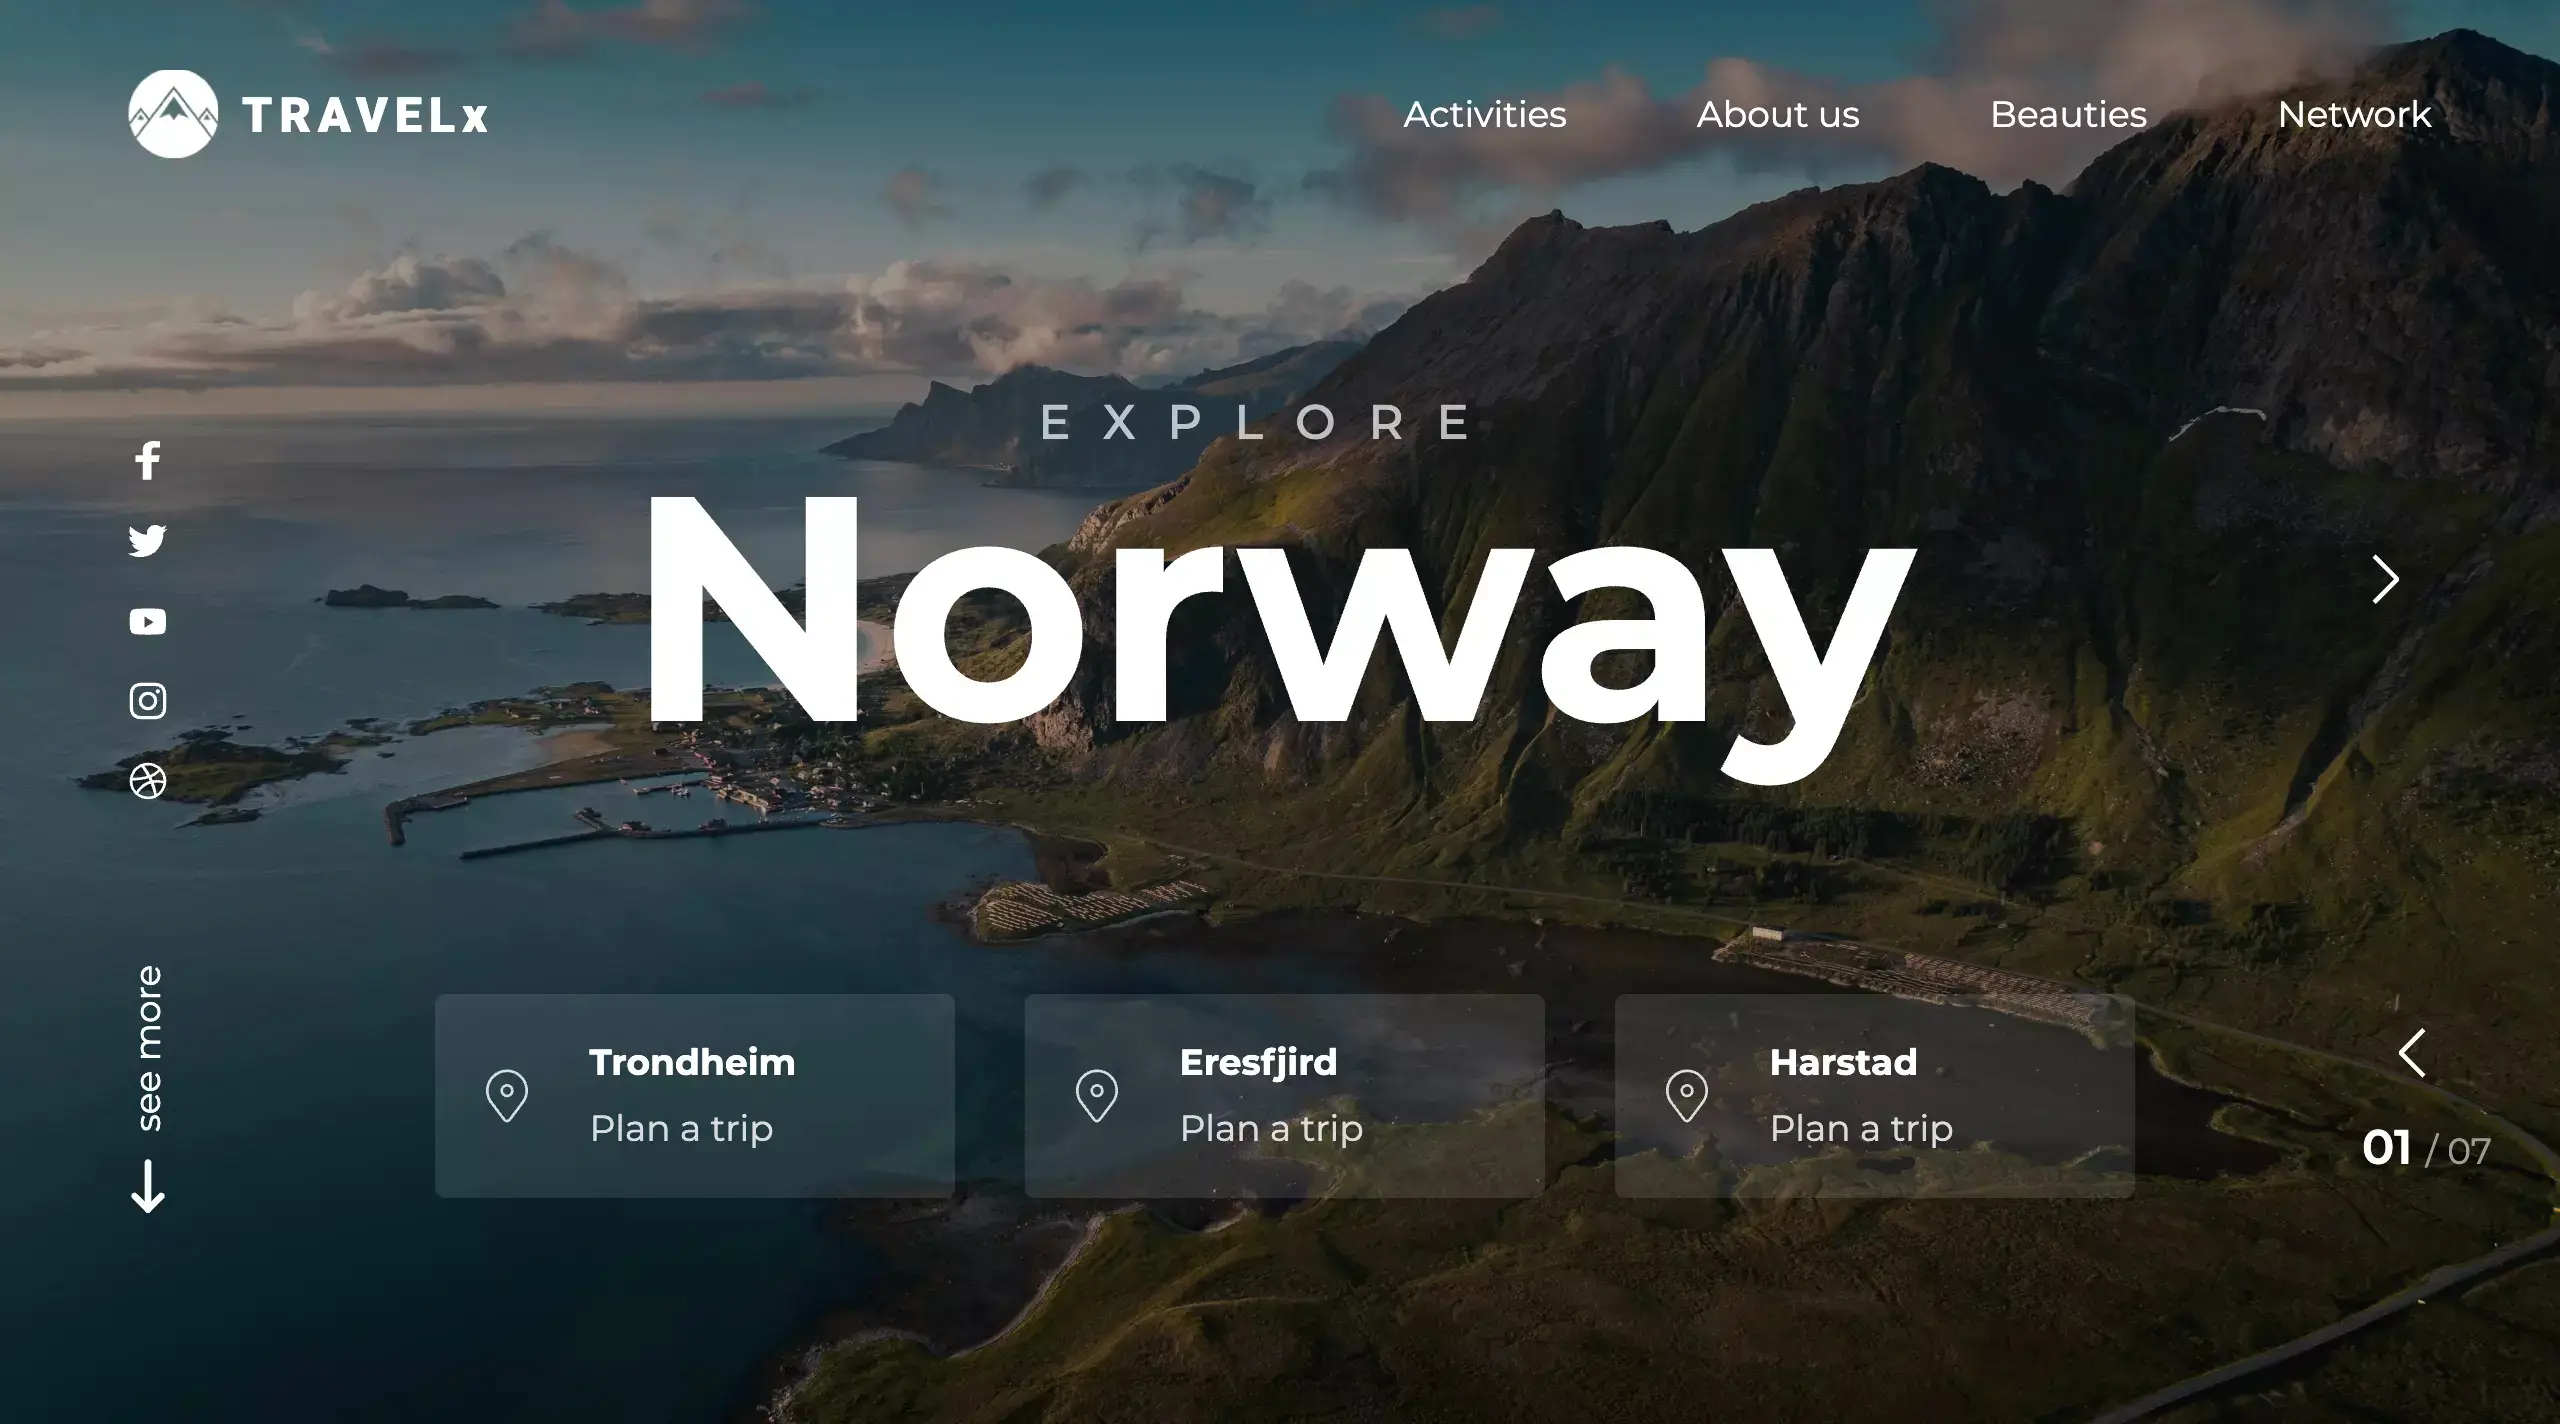 TRAVELx
Activities
About us
Beauties
Network
EXPLORE
Norway
see more
Trondheim
Plan a trip
Eresfjird
Plan a trip
Harstad
Plan a trip
01 / 07